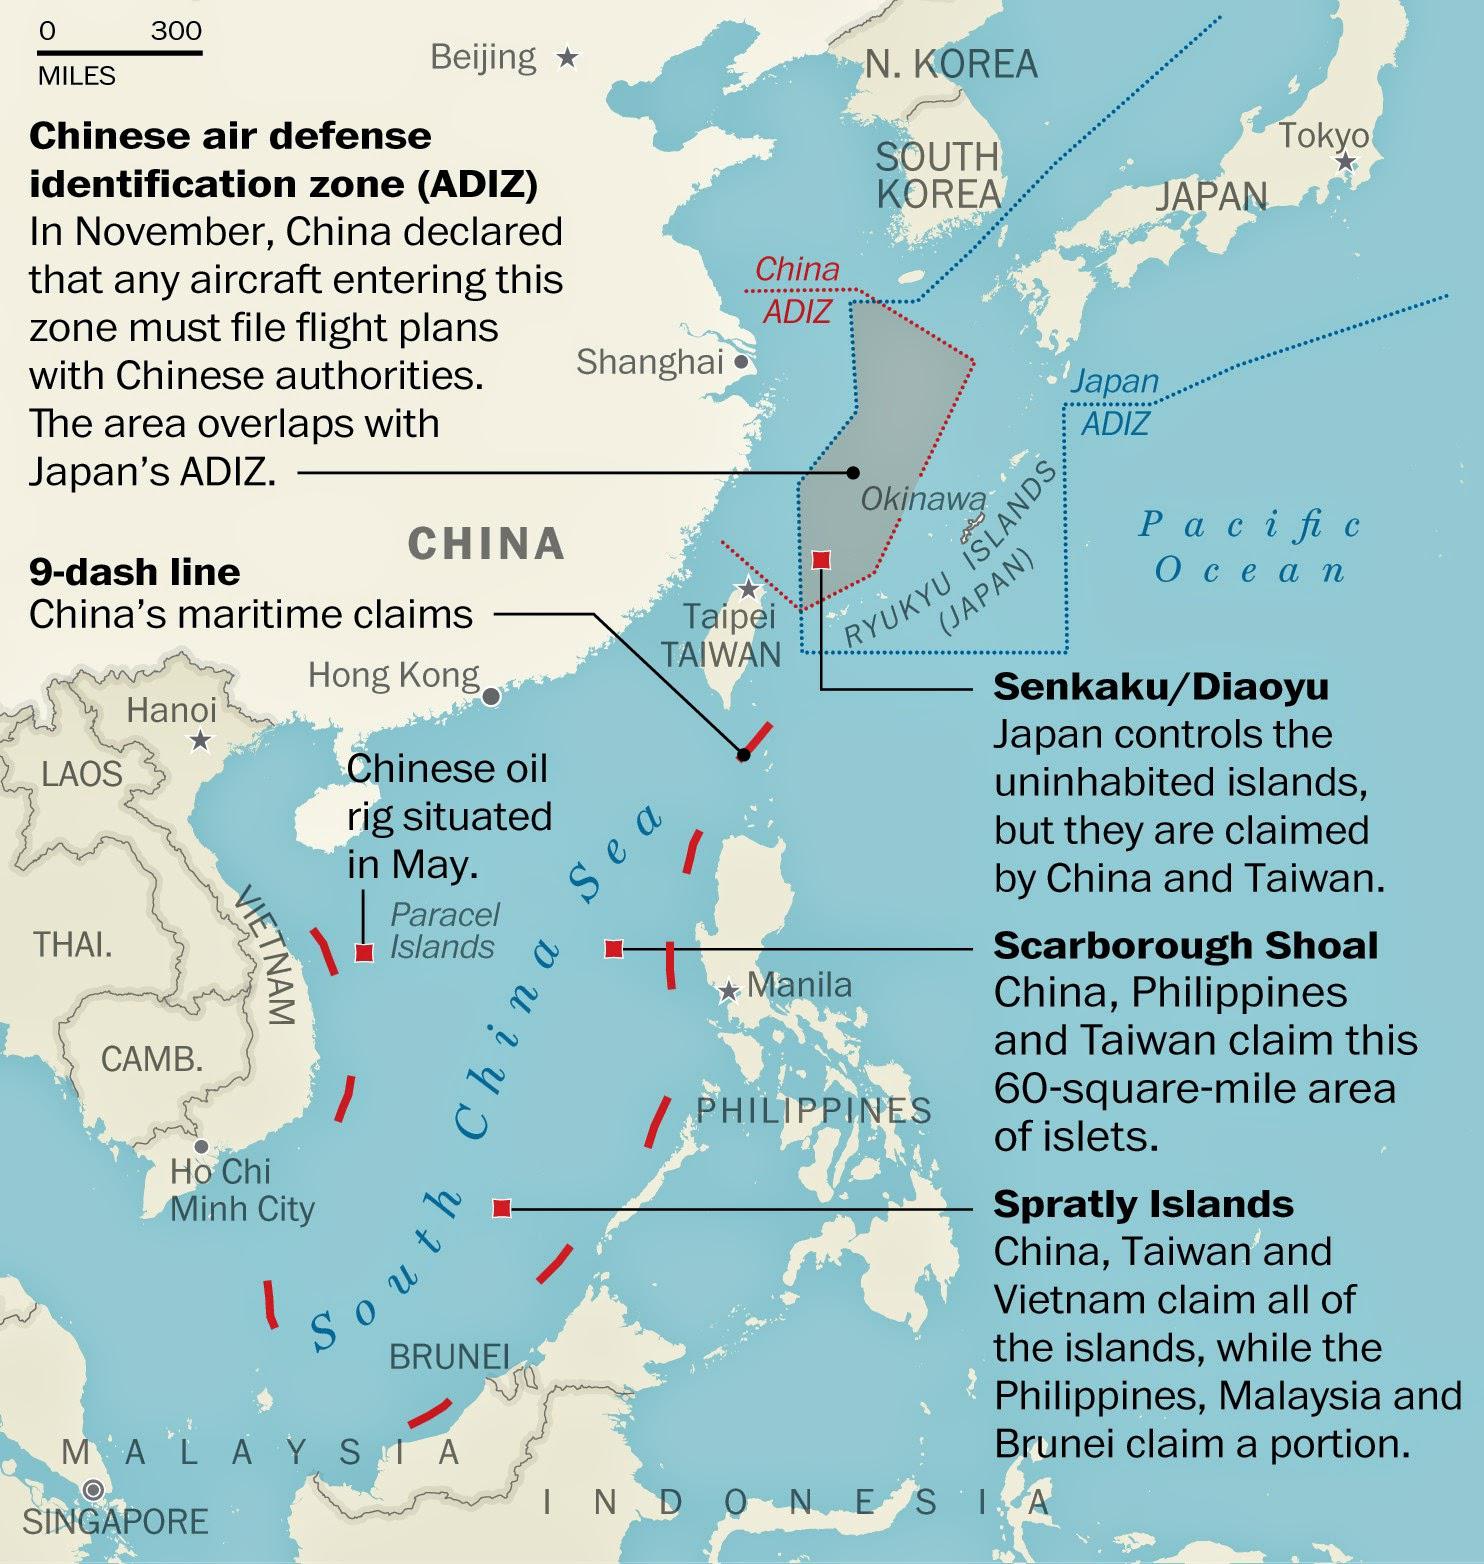 0 300
MILES
Beijing
N. KOREA
Chinese air defense
identification zone (ADIZ)
In November, China declared
that any aircraft entering this
zone must file flight plans
with Chinese authorities.
The area overlaps with
Japan's ADIZ.
SOUTH
KOREA
Tokyo
JAPAN
China
ADIZ
Shanghai
Japan
ADIZ
Okinawa
RYUKYU ISLANDS
(JAPAN)
Pacific
Ocean
CHINA
9-dash line
China's maritime claims
Taipei
TAIWAN
Hong Kong
Hanoi
LAOS
Senkaku/Diaoyu
Japan controls the
uninhabited islands,
but they are claimed
by China and Taiwan.
Chinese oil
rig situated
in May.
Paracel
Islands
VIETNAM
THAI.
CAMB.
South China Sea
Scarborough Shoal
China, Philippines
and Taiwan claim this
60-square-mile area
of islets.
Manila
PHILIPPINES
Ho Chi
Minh City
Spratly Islands
China, Taiwan and
Vietnam claim all of
the islands, while the
Philippines, Malaysia and
Brunei claim a portion.
BRUNEI
MALAYSIA
SINGAPORE
INDONESIA